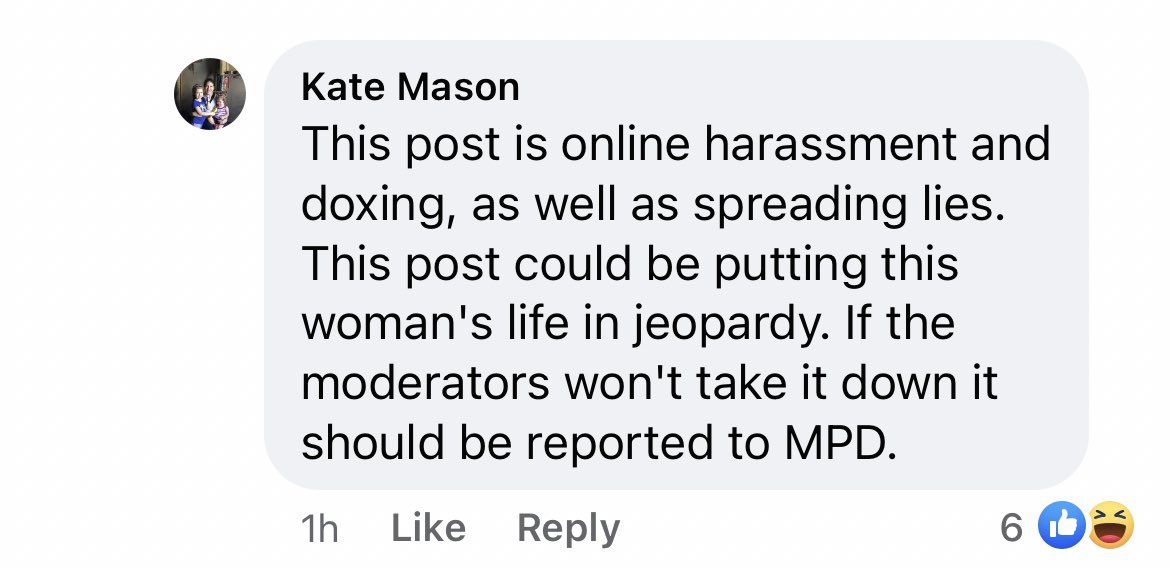 Kate Mason
This post is online harassment and
doxing, as well as spreading lies.
This post could be putting this
woman's life in jeopardy. If the
moderators won't take it down it
should be reported to MPD.
1h Like Reply 6